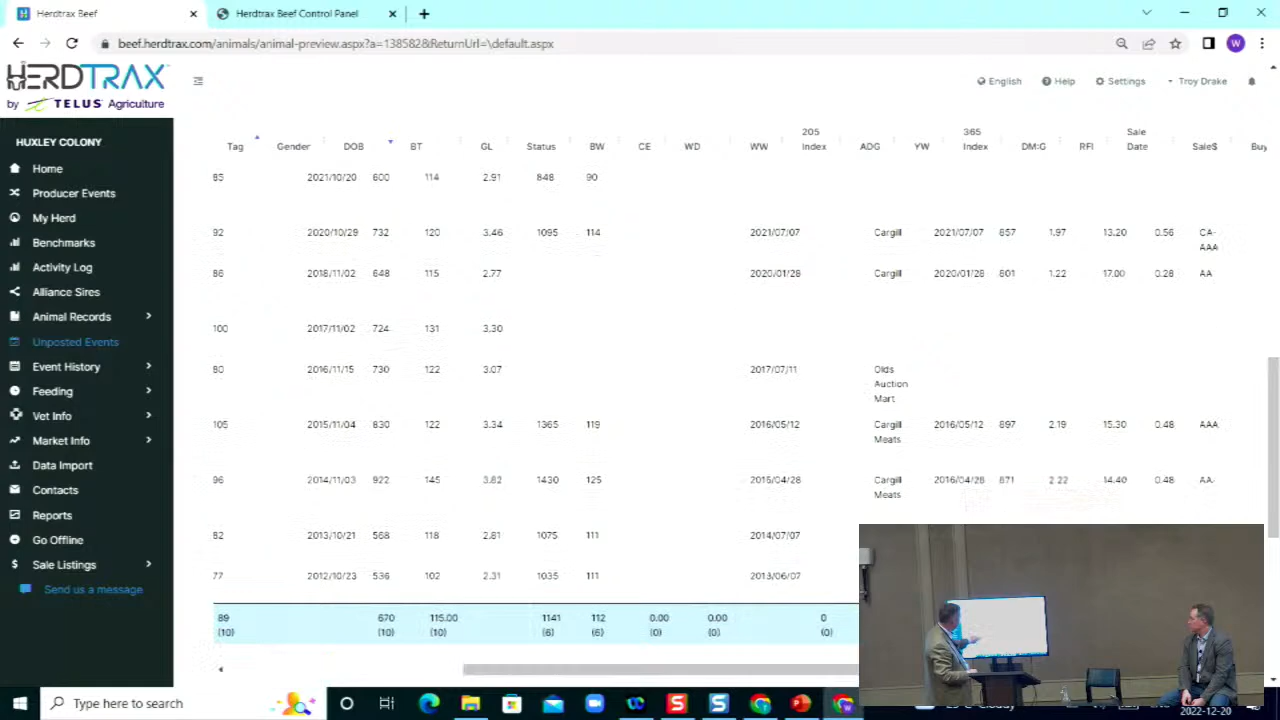 Herdtrax Beef
Herdtrax Beef Control Panel
beef.herdtrax.com/animals/animal-preview.aspx?a=138582&ReturnUrl=\default.aspx
W
HERDTRAX
by TELUS Agriculture
English Help Settings Troy Drake
HUXLEY COLONY
Home
Producer Events
My Herd
Benchmarks
Activity Log
Alliance Sires
Animal Records
Unposted Events
Event History
Feeding
Vet Info
Market Info
Data Import
Contacts
Reports
Go Offline
Sale Listings
Send us a message
Tag Gender DOB BT GL Status BW CE WD WW 205 Index ADG YW 365 Index DM:G RFI Sale Date Sale$ Buy
85 2021/10/20 600 114 2.91 848 90
92 2020/10/29 732 120 3.46 1095 114 2021/07/07 Cargill 2021/07/07 657 1.97 13.20 0.56 CA-
AAA
86 2018/11/02 648 115 2.77 2020/01/28 Cargill 2020/01/28 801 1.22 17.00 0.28 AA
100 2017/11/02 724 131 3.30
80 2016/11/15 730 122 3.07 2017/07/11 Olds
Auction
Mart
105 2015/11/04 830 122 3.34 1365 119 2016/05/12 Cargill 2016/05/12 897 2.19 15.30 0.48 AAA
Meats
96 2014/11/03 922 145 3.82 1430 125 2015/04/28 Cargill 2016/04/28 871 2.22 14.40 0.48 AA-
Meats
82 2013/10/21 568 118 2.81 1075 111 2014/07/07
77 2012/10/23 536 102 2.31 1035 111 2013/06/07
89 670 115.00 1141 112 0.00 0.00 0
(10) (10) (10) (6) (6) (0) (0) (0)
Type here to search
2022-12-20